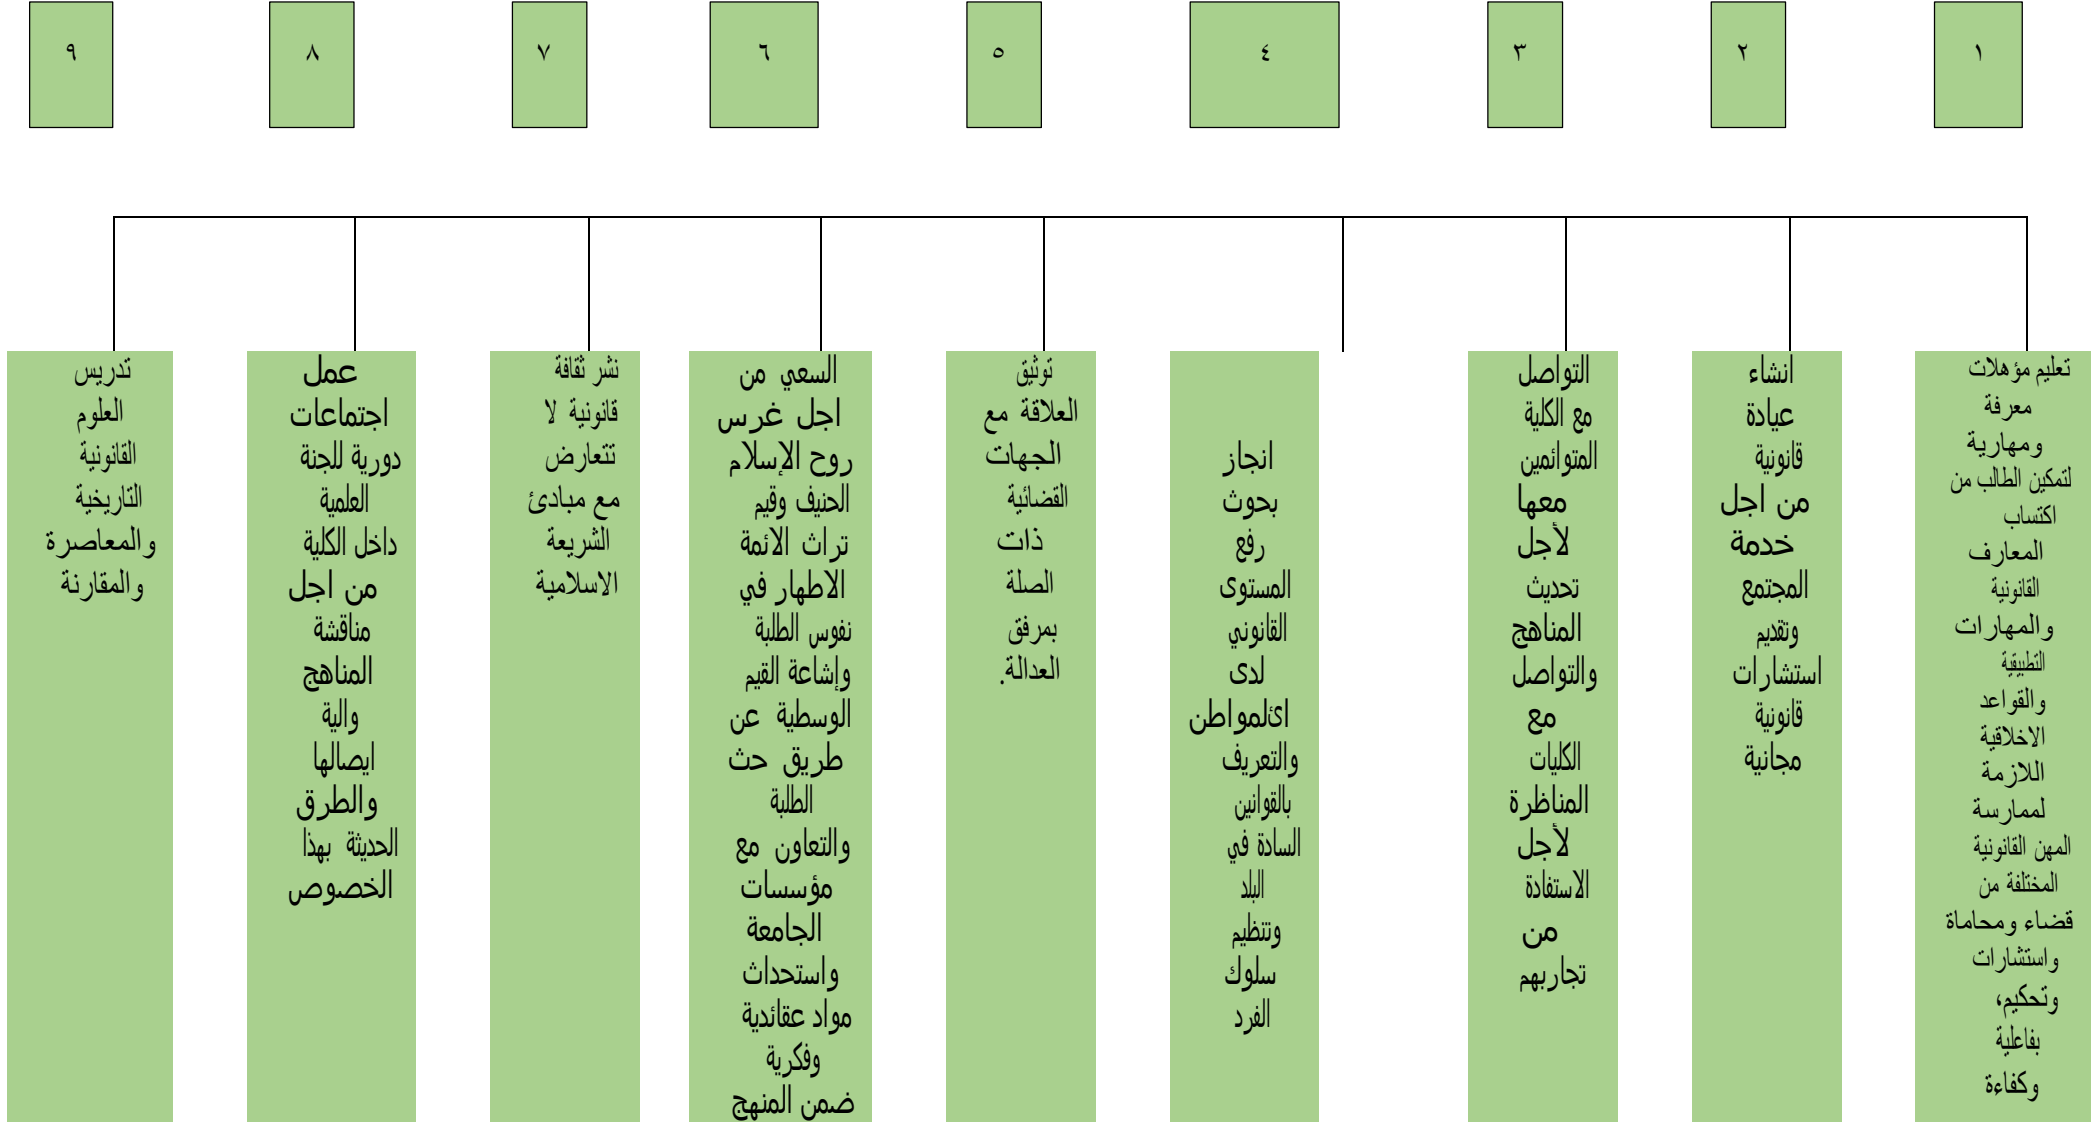 ١
٢
٣
٤
٥
٦
٧
٨
٩
تعليم مؤهلات
معرفة
ومهارية
لتمكين الطالب من
اكتساب
المعارف
القانونية
والمهارات
التطبيقية
والقواعد
الاخلاقية
اللازمة
لممارسة
المهن القانونية
المختلفة من
قضاء ومحاماة
واستشارات
وتحكيم،
بفاعلية
وكفاءة
انشاء
عيادة
قانونية
من اجل
خدمة
المجتمع
وتقديم
استشارات
قانونية
مجانية
التواصل
مع الكلية
المتوائمين
معها
لأجل
تحديث
المناهج
والتواصل
مع
الكليات
المناظرة
لأجل
الاستفادة
من
تجاربهم
انجاز
بحوث
رفع
المستوى
القانوني
لدى
ائلمواطن
والتعريف
بالقوانين
السادة في
البلد
وتنظيم
سلوك
الفرد
توثيق
العلاقة مع
الجهات
القضائية
ذات
الصلة
بمرفق
العدالة.
السعي من
اجل غرس
روح الإسلام
الحنيف وقيم
تراث الائمة
الاطهار في
نفوس الطلبة
وإشاعة القيم
الوسطية عن
طريق حث
الطلبة
والتعاون مع
مؤسسات
الجامعة
واستحداث
مواد عقائدية
وفكرية
ضمن المنهج
نشر ثقافة
قانونية لا
تتعارض
مع مبادئ
الشريعة
الاسلامية
عمل
اجتماعات
دورية للجنة
العلمية
داخل الكلية
من اجل
مناقشة
المناهج
والية
ايصالها
والطرق
الحديثة بهذا
الخصوص
تدريس
العلوم
القانونية
التاريخية
والمعاصرة
والمقارنة